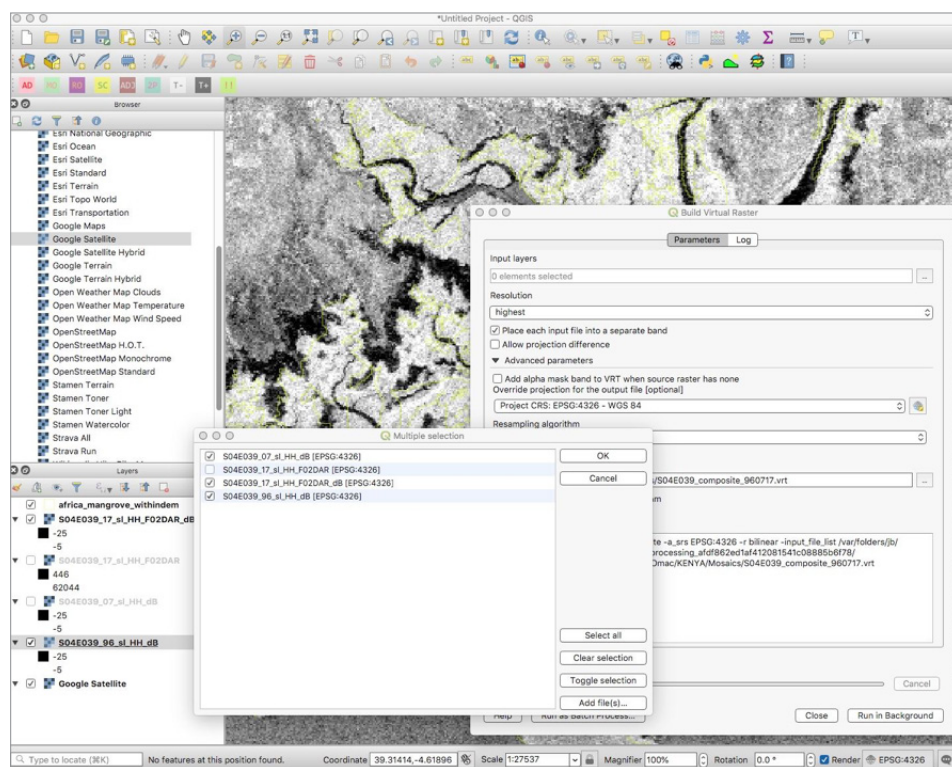 *Untitled Project - QGIS
AD
RO
SC
ADJ
2P
T-
T+
!!
Browser
Esri National Geographic
Esri Ocean
Esri Satellite
Esri Standard
Esri Terrain
Esri Topo World
Esri Transportation
Google Maps
Google Satellite
Google Satellite Hybrid
Google Terrain
Google Terrain Hybrid
Open Weather Map Clouds
Open Weather Map Temperature
Open Weather Map Wind Speed
OpenStreetMap
OpenStreetMap H.O.T.
OpenStreetMap Monochrome
OpenStreetMap Standard
Stamen Terrain
Stamen Toner
Stamen Toner Light
Stamen Watercolor
Strava All
Strava Run
Layers
africa_mangrove_withindem
S04E039_17_sl_HH_F02DAR_dB
-25
-5
S04E039_17_sl_HH_F02DAR
446
62044
S04E039_07_sl_HH_dB
-25
-5
S04E039_96_sl_HH_dB
-25
-5
Google Satellite
Build Virtual Raster
Parameters Log
Input layers
0 elements selected
...
Resolution
highest
Place each input file into a separate band
Allow projection difference
Advanced parameters
Add alpha mask band to VRT when source raster has none
Override projection for the output file [optional]
Project CRS: EPSG:4326 - WGS 84
Resampling algorithm
s/S04E039_composite_960717.vrt
...
te -a_srs EPSG:4326 -r bilinear -input_file_list /var/folders/jb/
processing_afdf862ed1af412081541c08885b6f78/
Omac/KENYA/Mosaics/S04E039_composite_960717.vrt
Cancel
Help Run as Batch Process... Close Run in Background
Multiple selection
S04E039_07_sl_HH_dB [EPSG:4326]
S04E039_17_sl_HH_F02DAR [EPSG:4326]
S04E039_17_sl_HH_F02DAR_dB [EPSG:4326]
S04E039_96_sl_HH_dB [EPSG:4326]
OK
Cancel
Select all
Clear selection
Toggle selection
Add file(s)...
Type to locate (⌘K) No features at this position found. Coordinate 39.31414,-4.61896 Scale 1:27537 Magnifier 100% Rotation 0.0 ° Render EPSG:4326